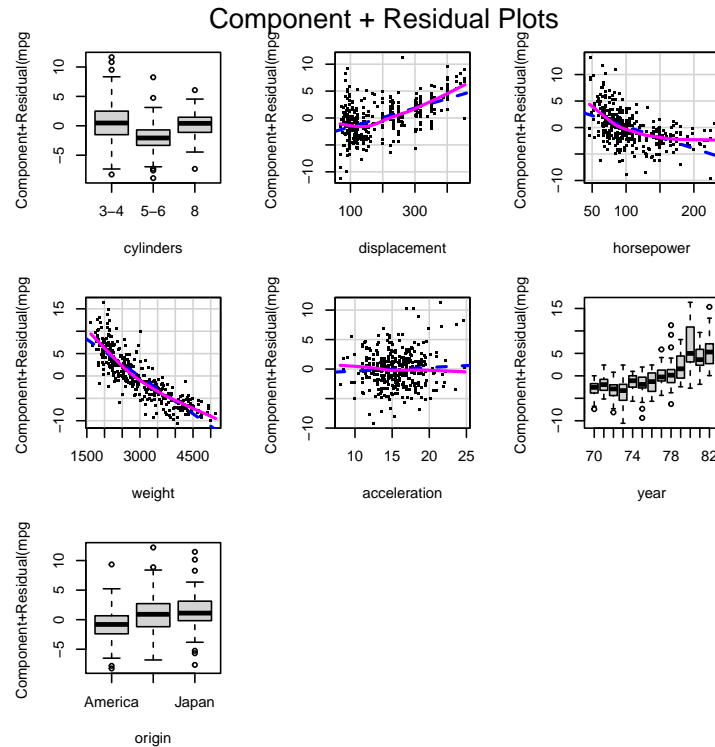 Component + Residual Plots
Component+Residual(mpg
10
5
0
−5
3−4 5−6 8
cylinders
Component+Residual(mpg
10
5
0
−10
100 300
displacement
Component+Residual(mpg
10
5
0
−10
50 100 200
horsepower
Component+Residual(mpg
15
5
0
−10
1500 3000 4500
weight
Component+Residual(mpg
10
5
0
−10
10 15 20 25
acceleration
Component+Residual(mpg
15
5
0
−10
70 74 78 82
year
Component+Residual(mpg
10
5
0
−5
America Japan
origin